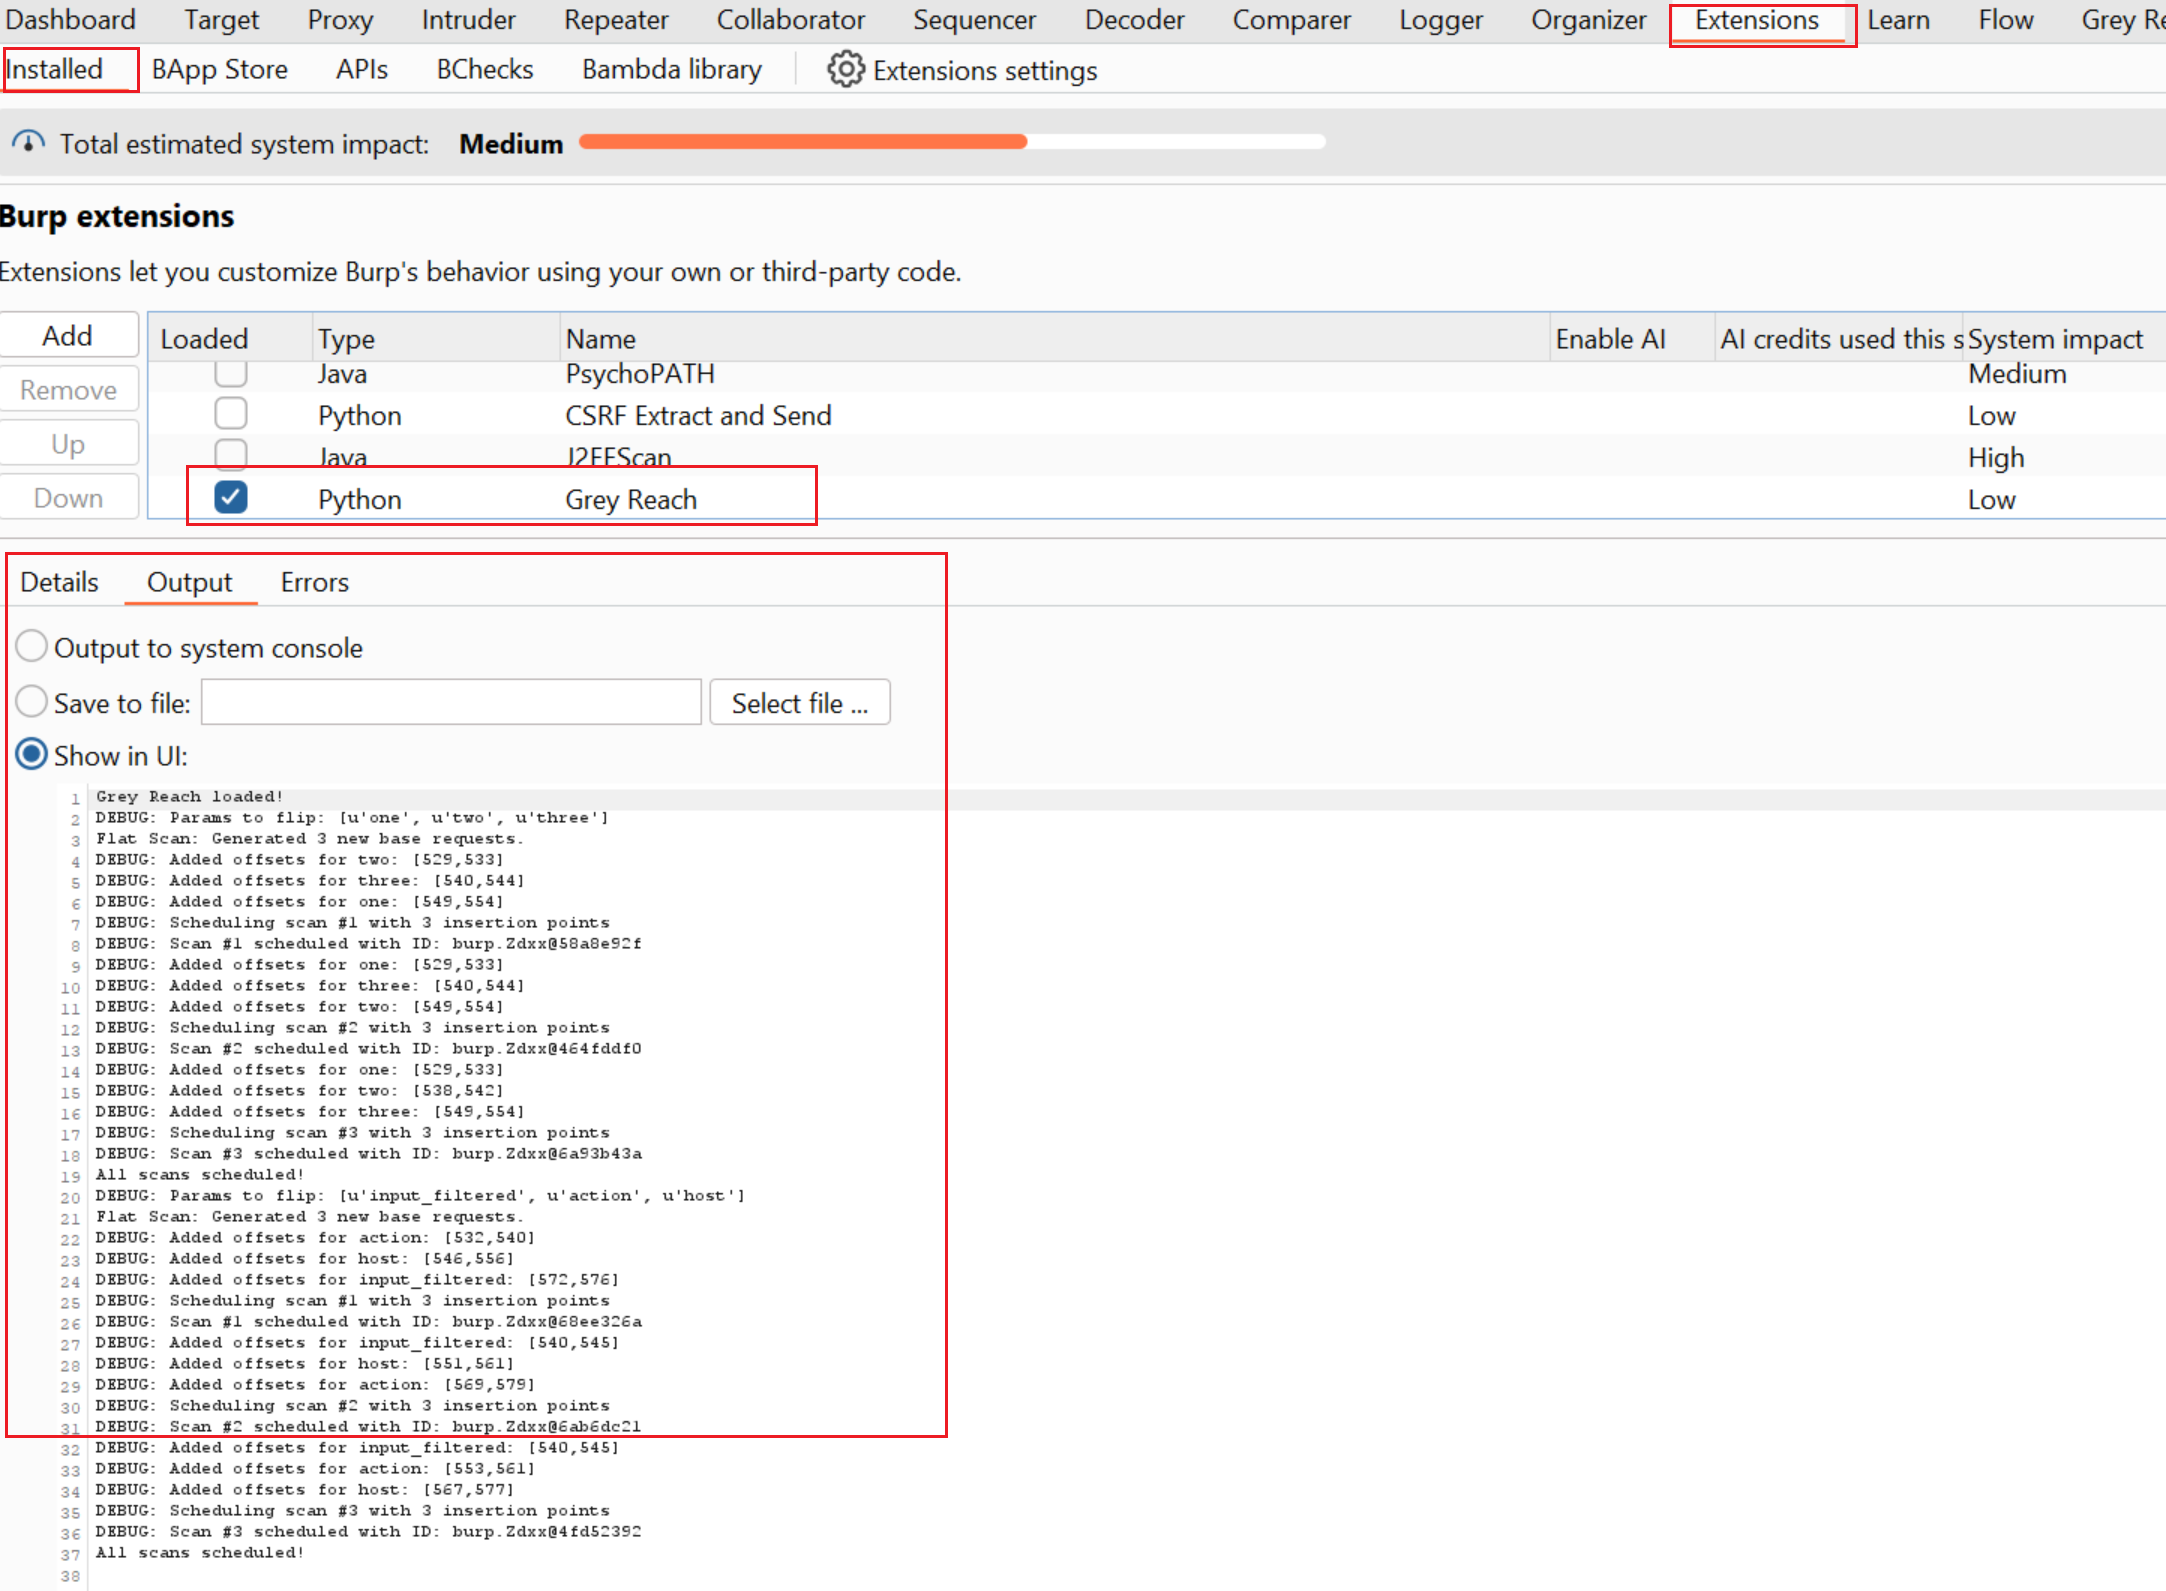 Dashboard Target Proxy Intruder Repeater Collaborator Sequencer Decoder Comparer Logger Organizer Extensions Learn Flow Grey Re
Installed BApp Store APIs BChecks Bambda library Extensions settings
Total estimated system impact: Medium
Burp extensions
Extensions let you customize Burp's behavior using your own or third-party code.
Add
Remove
Up
Down
Loaded Type Name Enable AI AI credits used this s System impact
Java PsychoPATH Medium
Python CSRF Extract and Send Low
Java J2EEScan High
Python Grey Reach Low
Details Output Errors
Output to system console
Save to file: Select file ...
Show in UI:
1 Grey Reach loaded!
2 DEBUG: Params to flip: [u'one', u'two', u'three']
3 Flat Scan: Generated 3 new base requests.
4 DEBUG: Added offsets for two: [529,533]
5 DEBUG: Added offsets for three: [540,544]
6 DEBUG: Added offsets for one: [549,554]
7 DEBUG: Scheduling scan #1 with 3 insertion points
8 DEBUG: Scan #1 scheduled with ID: burp.Zdxx@58a8e92f
9 DEBUG: Added offsets for one: [529,533]
10 DEBUG: Added offsets for three: [540,544]
11 DEBUG: Added offsets for two: [549,554]
12 DEBUG: Scheduling scan #2 with 3 insertion points
13 DEBUG: Scan #2 scheduled with ID: burp.Zdxx@464fddf0
14 DEBUG: Added offsets for one: [529,533]
15 DEBUG: Added offsets for two: [538,542]
16 DEBUG: Added offsets for three: [549,554]
17 DEBUG: Scheduling scan #3 with 3 insertion points
18 DEBUG: Scan #3 scheduled with ID: burp.Zdxx@6a93b43a
19 All scans scheduled!
20 DEBUG: Params to flip: [u'input_filtered', u'action', u'host']
21 Flat Scan: Generated 3 new base requests.
22 DEBUG: Added offsets for action: [532,540]
23 DEBUG: Added offsets for host: [546,556]
24 DEBUG: Added offsets for input_filtered: [572,576]
25 DEBUG: Scheduling scan #1 with 3 insertion points
26 DEBUG: Scan #1 scheduled with ID: burp.Zdxx@68ee326a
27 DEBUG: Added offsets for input_filtered: [540,545]
28 DEBUG: Added offsets for host: [551,561]
29 DEBUG: Added offsets for action: [569,579]
30 DEBUG: Scheduling scan #2 with 3 insertion points
31 DEBUG: Scan #2 scheduled with ID: burp.Zdxx@6ab6dc21
32 DEBUG: Added offsets for input_filtered: [540,545]
33 DEBUG: Added offsets for action: [553,561]
34 DEBUG: Added offsets for host: [567,577]
35 DEBUG: Scheduling scan #3 with 3 insertion points
36 DEBUG: Scan #3 scheduled with ID: burp.Zdxx@4fd52392
37 All scans scheduled!
38